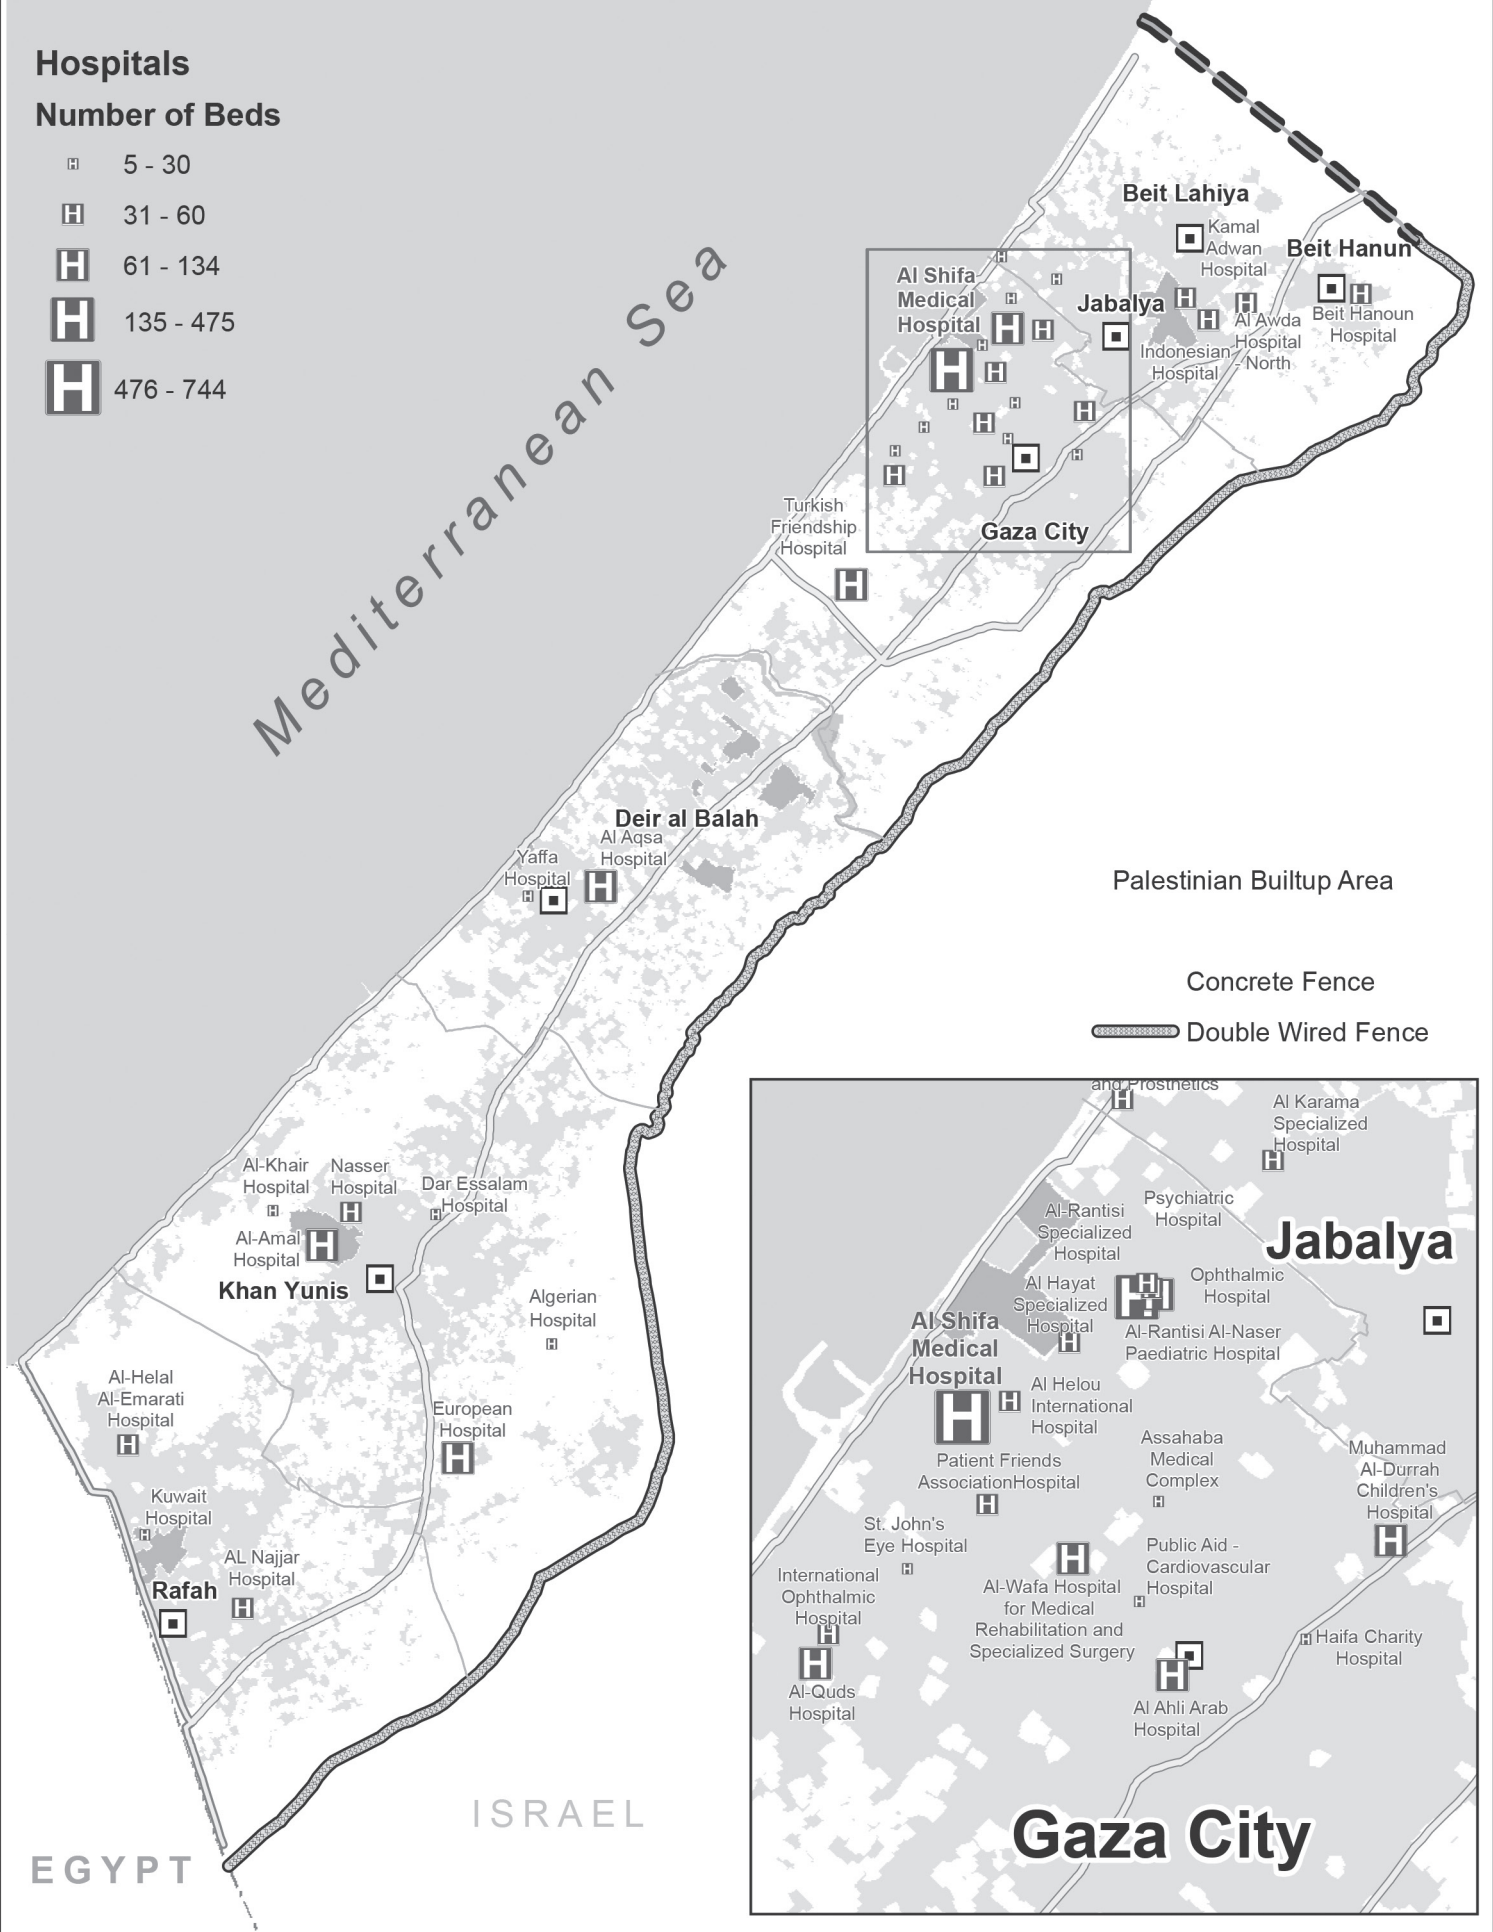 Hospitals
Number of Beds
5 - 30
31 - 60
61 - 134
135 - 475
476 - 744
Mediterranean Sea
Beit Lahiya
Kamal
Adwan
Hospital
Beit Hanun
Beit Hanoun
Hospital
Al Shifa
Medical
Hospital
Jabalya
Indonesian
Hospital
Al Awda
Hospital
- North
Gaza City
Turkish
Friendship
Hospital
Deir al Balah
Al Aqsa
Hospital
Yaffa
Hospital
Palestinian Builtup Area
Concrete Fence
Double Wired Fence
Al-Khair
Hospital
Nasser
Hospital
Dar Essalam
Hospital
Al-Amal
Hospital
Khan Yunis
Algerian
Hospital
Al-Helal
Al-Emarati
Hospital
European
Hospital
Kuwait
Hospital
AL Najjar
Hospital
Rafah
ISRAEL
EGYPT
and Prosthetics
Al Karama
Specialized
Hospital
Al-Rantisi
Specialized
Hospital
Psychiatric
Hospital
Jabalya
Al Hayat
Specialized
Hospital
Ophthalmic
Hospital
Al-Rantisi Al-Naser
Paediatric Hospital
Al Shifa
Medical
Hospital
Al Helou
International
Hospital
Patient Friends
AssociationHospital
Assahaba
Medical
Complex
Muhammad
Al-Durrah
Children's
Hospital
St. John's
Eye Hospital
International
Ophthalmic
Hospital
Al-Wafa Hospital
for Medical
Rehabilitation and
Specialized Surgery
Public Aid -
Cardiovascular
Hospital
Haifa Charity
Hospital
Al-Quds
Hospital
Al Ahli Arab
Hospital
Gaza City